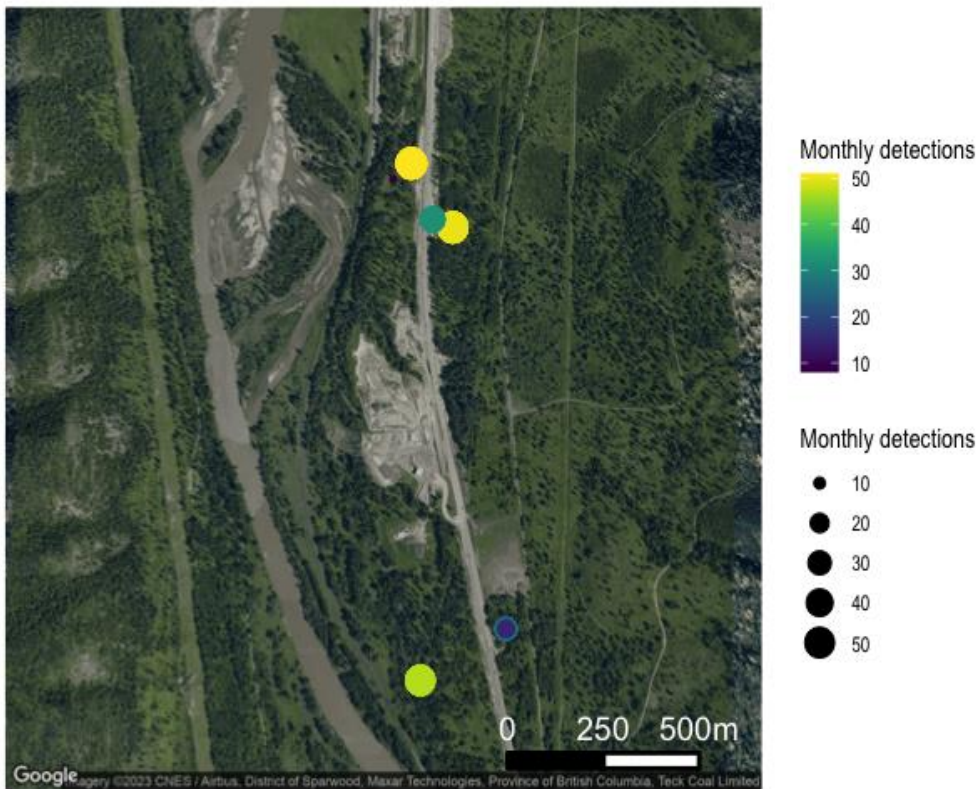 Monthly detections
50
40
30
20
10
Monthly detections
10
20
30
40
50
0 250 500m
Google
magery ©2023 CNES / Airbus, District of Sparwood, Maxar Technologies, Province of British Columbia, Teck Coal Limited